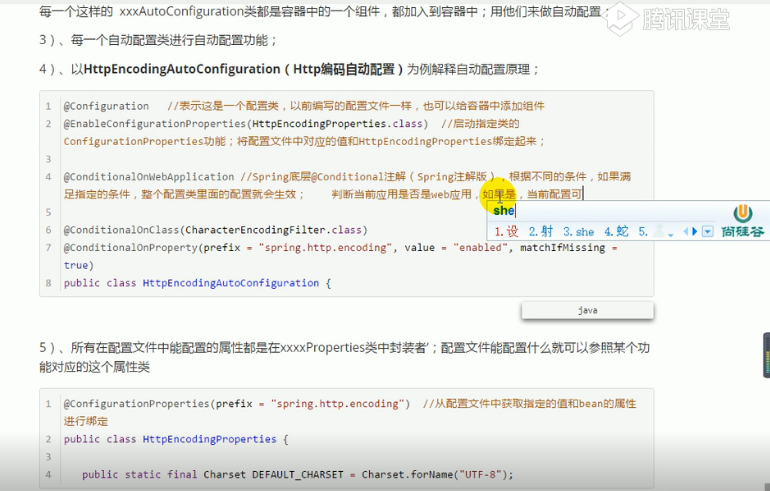 每一个这样的 xxxAutoConfiguration类都是容器中的一个组件，都加入到容器中；用他们来做自动配置；
腾讯课堂
3）、每一个自动配置类进行自动配置功能；
4）、以HttpEncodingAutoConfiguration（Http编码自动配置）为例解释自动配置原理；
1 @Configuration //表示这是一个配置类，以前编写的配置文件一样，也可以给容器中添加组件
2 @EnableConfigurationProperties(HttpEncodingProperties.class) //启动指定类的
ConfigurationProperties功能；将配置文件中对应的值和HttpEncodingProperties绑定起来；
3
4 @ConditionalOnWebApplication //Spring底层@Conditional注解（Spring注解版），根据不同的条件，如果满
足指定的条件，整个配置类里面的配置就会生效； 判断当前应用是否是web应用，如果是，当前配置可
she
5
1.设 2.射 3.she 4.蛇 5.
尚硅谷
6 @ConditionalOnClass(CharacterEncodingFilter.class)
7 @ConditionalOnProperty(prefix = "spring.http.encoding", value = "enabled", matchIfMissing =
true)
8 public class HttpEncodingAutoConfiguration {
java
5）、所有在配置文件中能配置的属性都是在xxxxProperties类中封装者‘；配置文件能配置什么就可以参照某个功
能对应的这个属性类
1 @ConfigurationProperties(prefix = "spring.http.encoding") //从配置文件中获取指定的值和bean的属性
进行绑定
2 public class HttpEncodingProperties {
3
4 public static final Charset DEFAULT_CHARSET = Charset.forName("UTF-8");